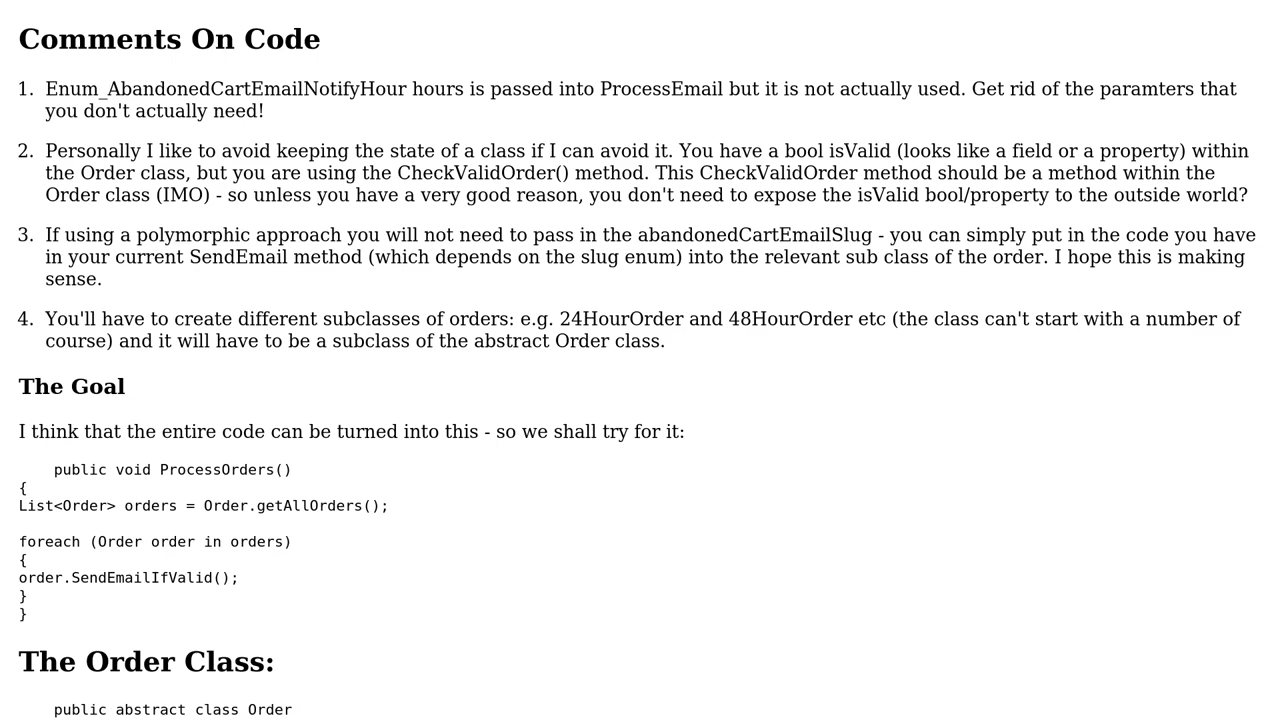 Comments On Code
1. Enum_AbandonedCartEmailNotifyHour hours is passed into ProcessEmail but it is not actually used. Get rid of the paramters that
you don't actually need!
2. Personally I like to avoid keeping the state of a class if I can avoid it. You have a bool isValid (looks like a field or a property) within
the Order class, but you are using the CheckValidOrder() method. This CheckValidOrder method should be a method within the
Order class (IMO) - so unless you have a very good reason, you don't need to expose the isValid bool/property to the outside world?
3. If using a polymorphic approach you will not need to pass in the abandonedCartEmailSlug - you can simply put in the code you have
in your current SendEmail method (which depends on the slug enum) into the relevant sub class of the order. I hope this is making
sense.
4. You'll have to create different subclasses of orders: e.g. 24HourOrder and 48HourOrder etc (the class can't start with a number of
course) and it will have to be a subclass of the abstract Order class.
The Goal
I think that the entire code can be turned into this - so we shall try for it:
    public void ProcessOrders()
{
List<Order> orders = Order.getAllOrders();
foreach (Order order in orders)
{
order.SendEmailIfValid();
}
}
The Order Class:
    public abstract class Order